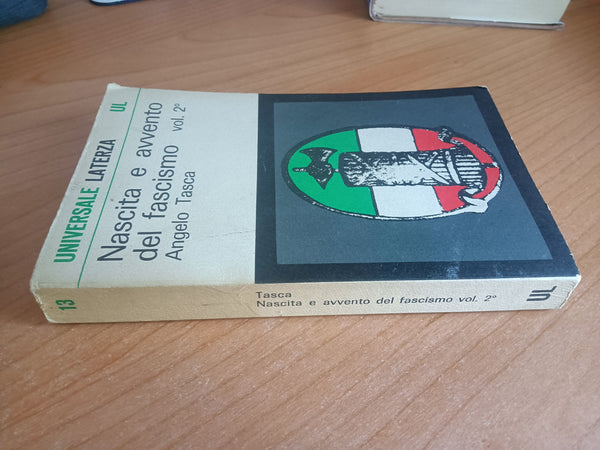 UNIVERSALE LATERZA UL
Nascita e avvento
del fascismo vol. 2°
Angelo Tasca
13
Tasca
Nascita e avvento del fascismo vol. 2°
UL